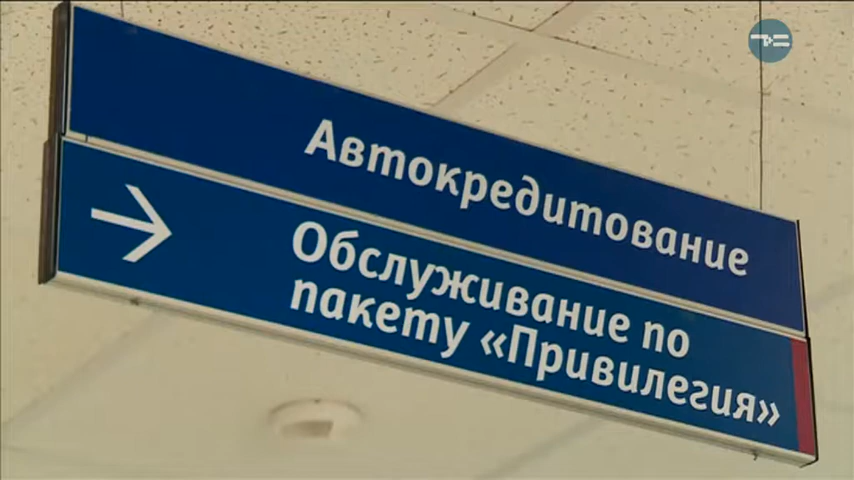 Автокредитование
Обслуживание по
пакету «Привилегия»